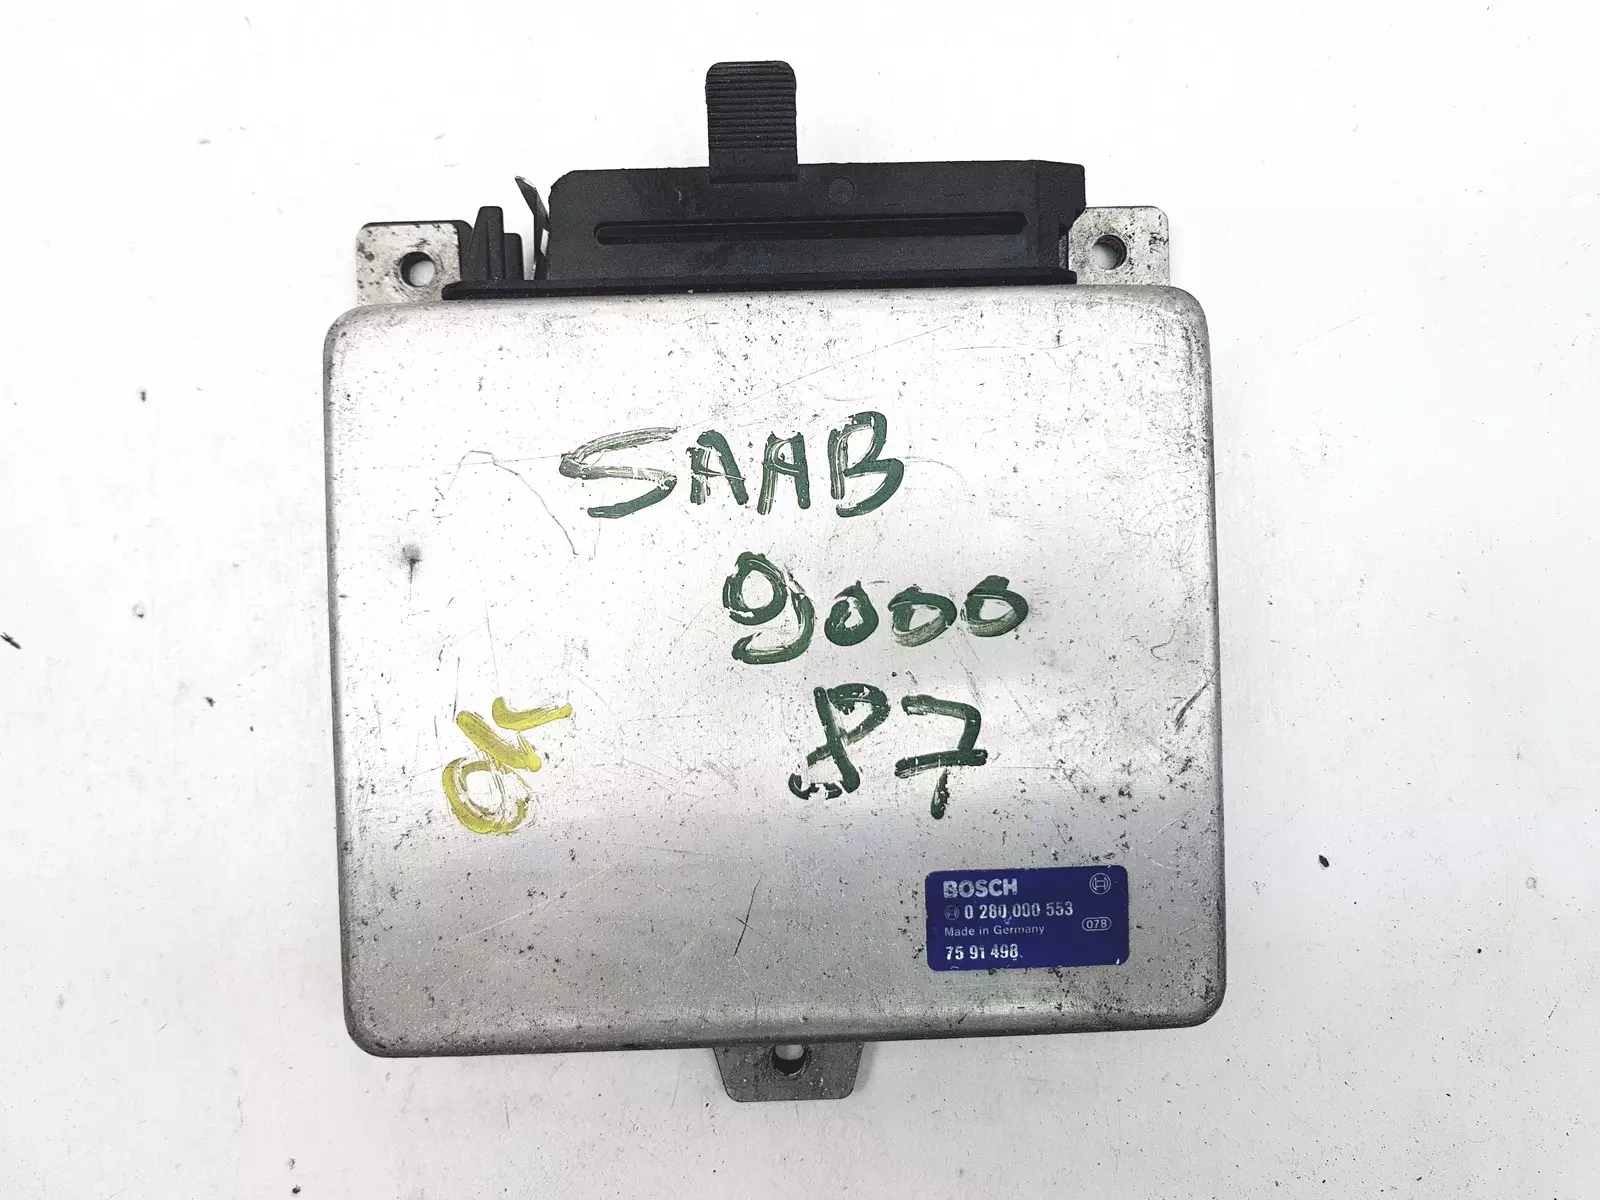 SAAB
9000
87
BOSCH
0 280 000 553
Made in Germany 078
75 91 498